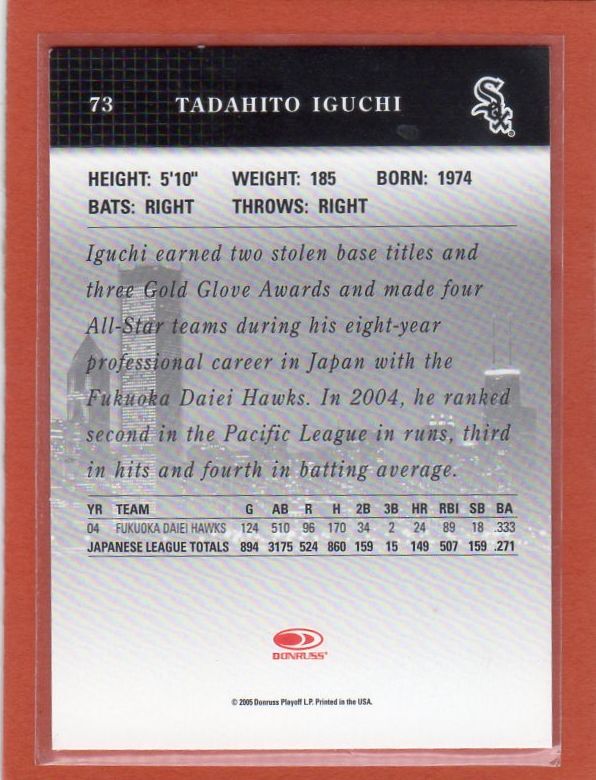 73 TADAHITO IGUCHI Sox ®
HEIGHT: 5'10" WEIGHT: 185 BORN: 1974
BATS: RIGHT THROWS: RIGHT
Iguchi earned two stolen base titles and
three Gold Glove Awards and made four
All-Star teams during his eight-year
professional career in Japan with the
Fukuoka Daiei Hawks. In 2004, he ranked
second in the Pacific League in runs, third
in hits and fourth in batting average.
YR TEAM G AB R H 2B 3B HR RBI SB BA
04 FUKUOKA DAIEI HAWKS 124 510 96 170 34 2 24 89 18 .333
JAPANESE LEAGUE TOTALS 894 3175 524 860 159 15 149 507 159 .271
DONRUSS®
© 2005 Donruss Playoff L.P. Printed in the USA.